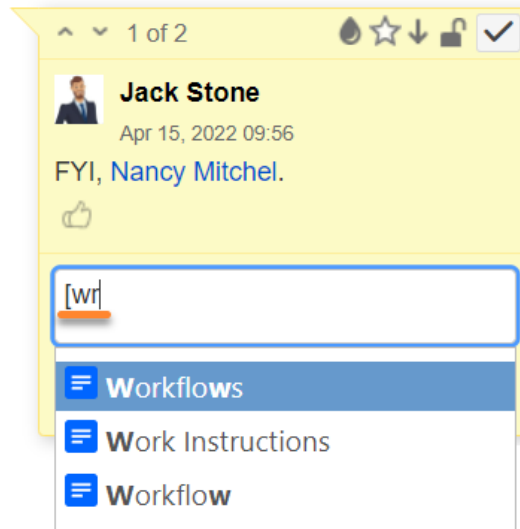 1 of 2
Jack Stone
Apr 15, 2022 09:56
FYI, Nancy Mitchel.
[wr
Workflows
Work Instructions
Workflow